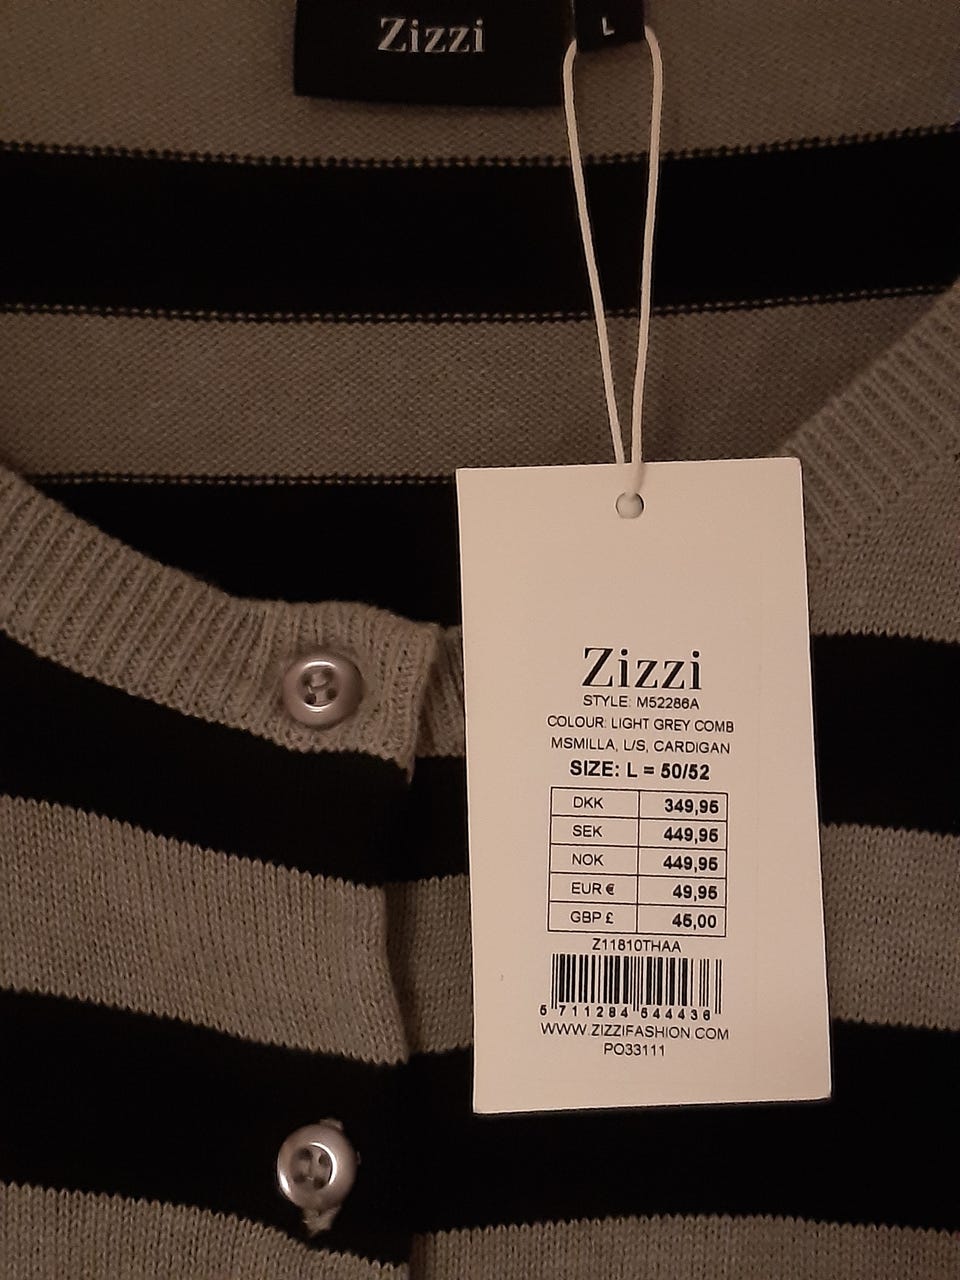 Zizzi
L
Zizzi
STYLE: M52286A
COLOUR: LIGHT GREY COMB
MSMILLA, L/S, CARDIGAN
SIZE: L = 50/52
DKK 349,95
SEK 449,95
NOK 449,95
EUR € 49,95
GBP £ 45,00
Z11810THAA
5 711284 544436
WWW.ZIZZIFASHION.COM
PO33111